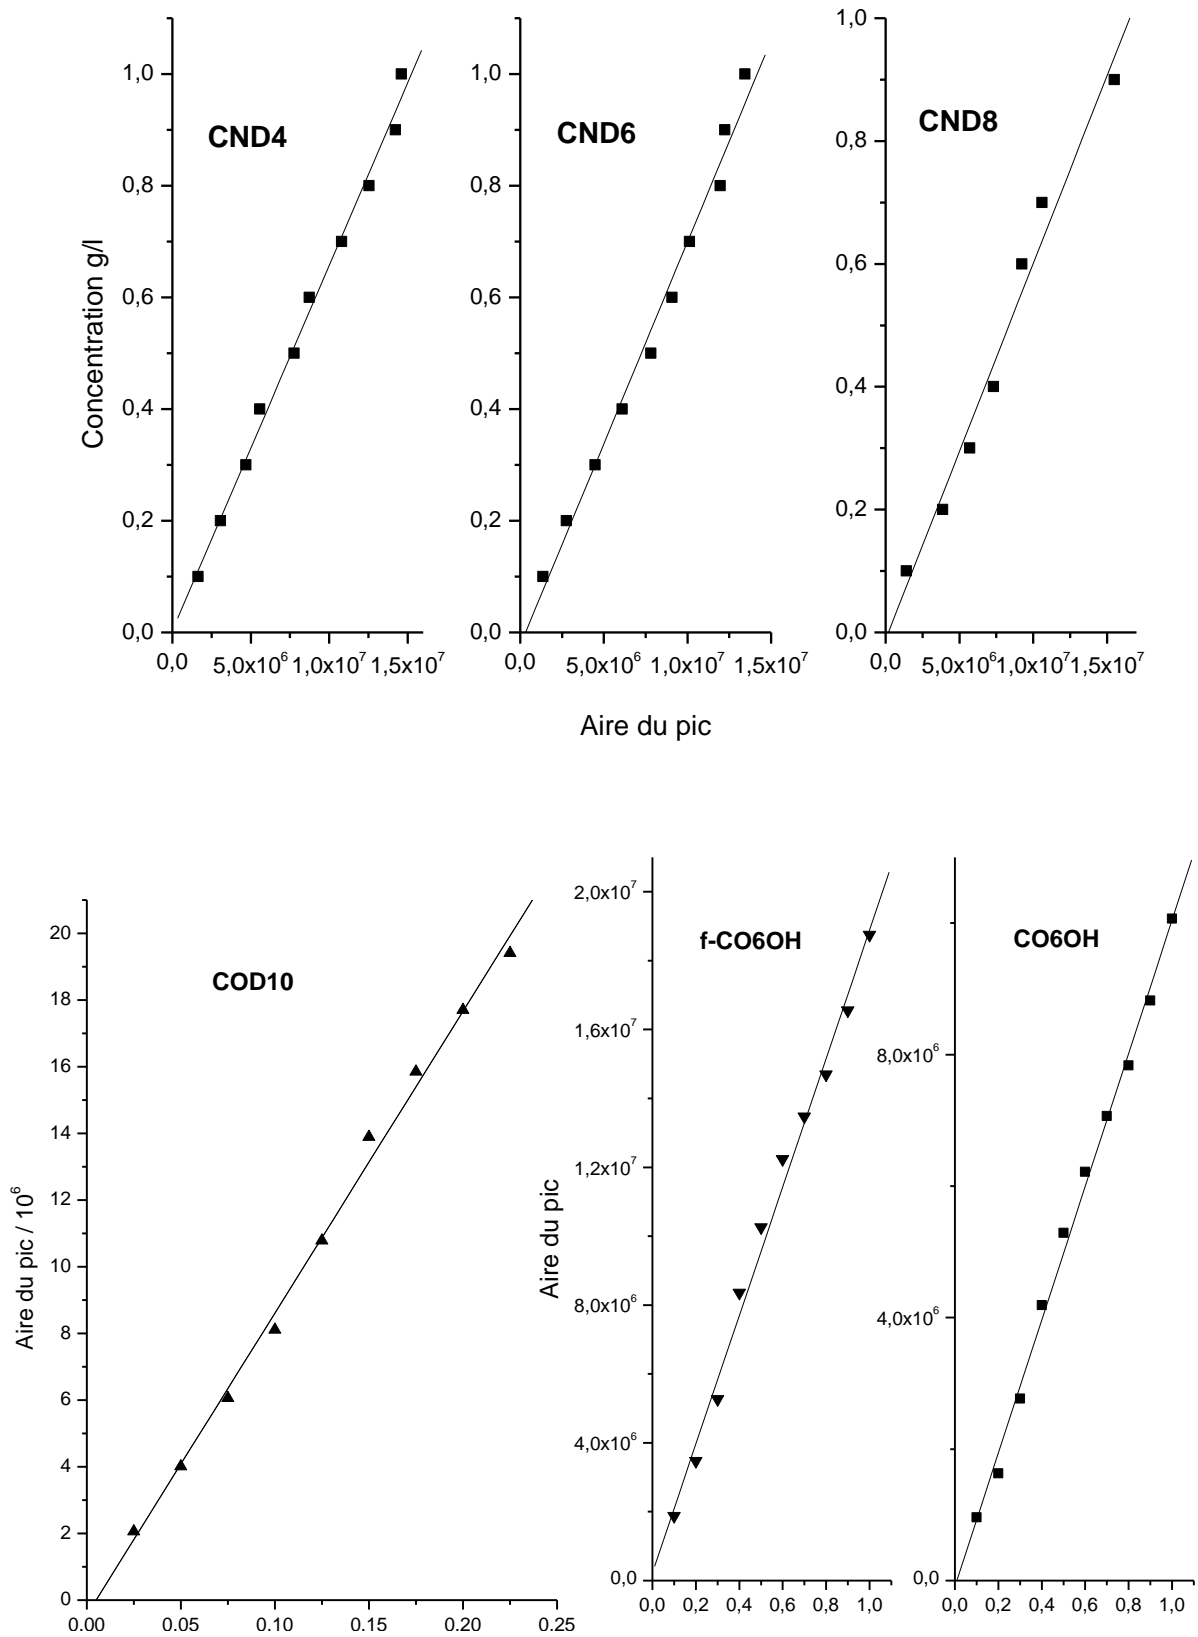 CND4
CND6
CND8
Concentration g/l
1,0
0,8
0,6
0,4
0,2
0,0
0,0 5,0x10⁶ 1,0x10⁷ 1,5x10⁷
1,0
0,8
0,6
0,4
0,2
0,0
0,0 5,0x10⁶ 1,0x10⁷ 1,5x10⁷
1,0
0,8
0,6
0,4
0,2
0,0
0,0 5,0x10⁶ 1,0x10⁷ 1,5x10⁷
Aire du pic
COD10
Aire du pic / 10⁶
20
18
16
14
12
10
8
6
4
2
0
0.00 0.05 0.10 0.15 0.20 0.25
f-CO6OH
Aire du pic
2,0x10⁷
1,6x10⁷
1,2x10⁷
8,0x10⁶
4,0x10⁶
0,0
0,0 0,2 0,4 0,6 0,8 1,0
CO6OH
8,0x10⁶
4,0x10⁶
0,0
0,0 0,2 0,4 0,6 0,8 1,0